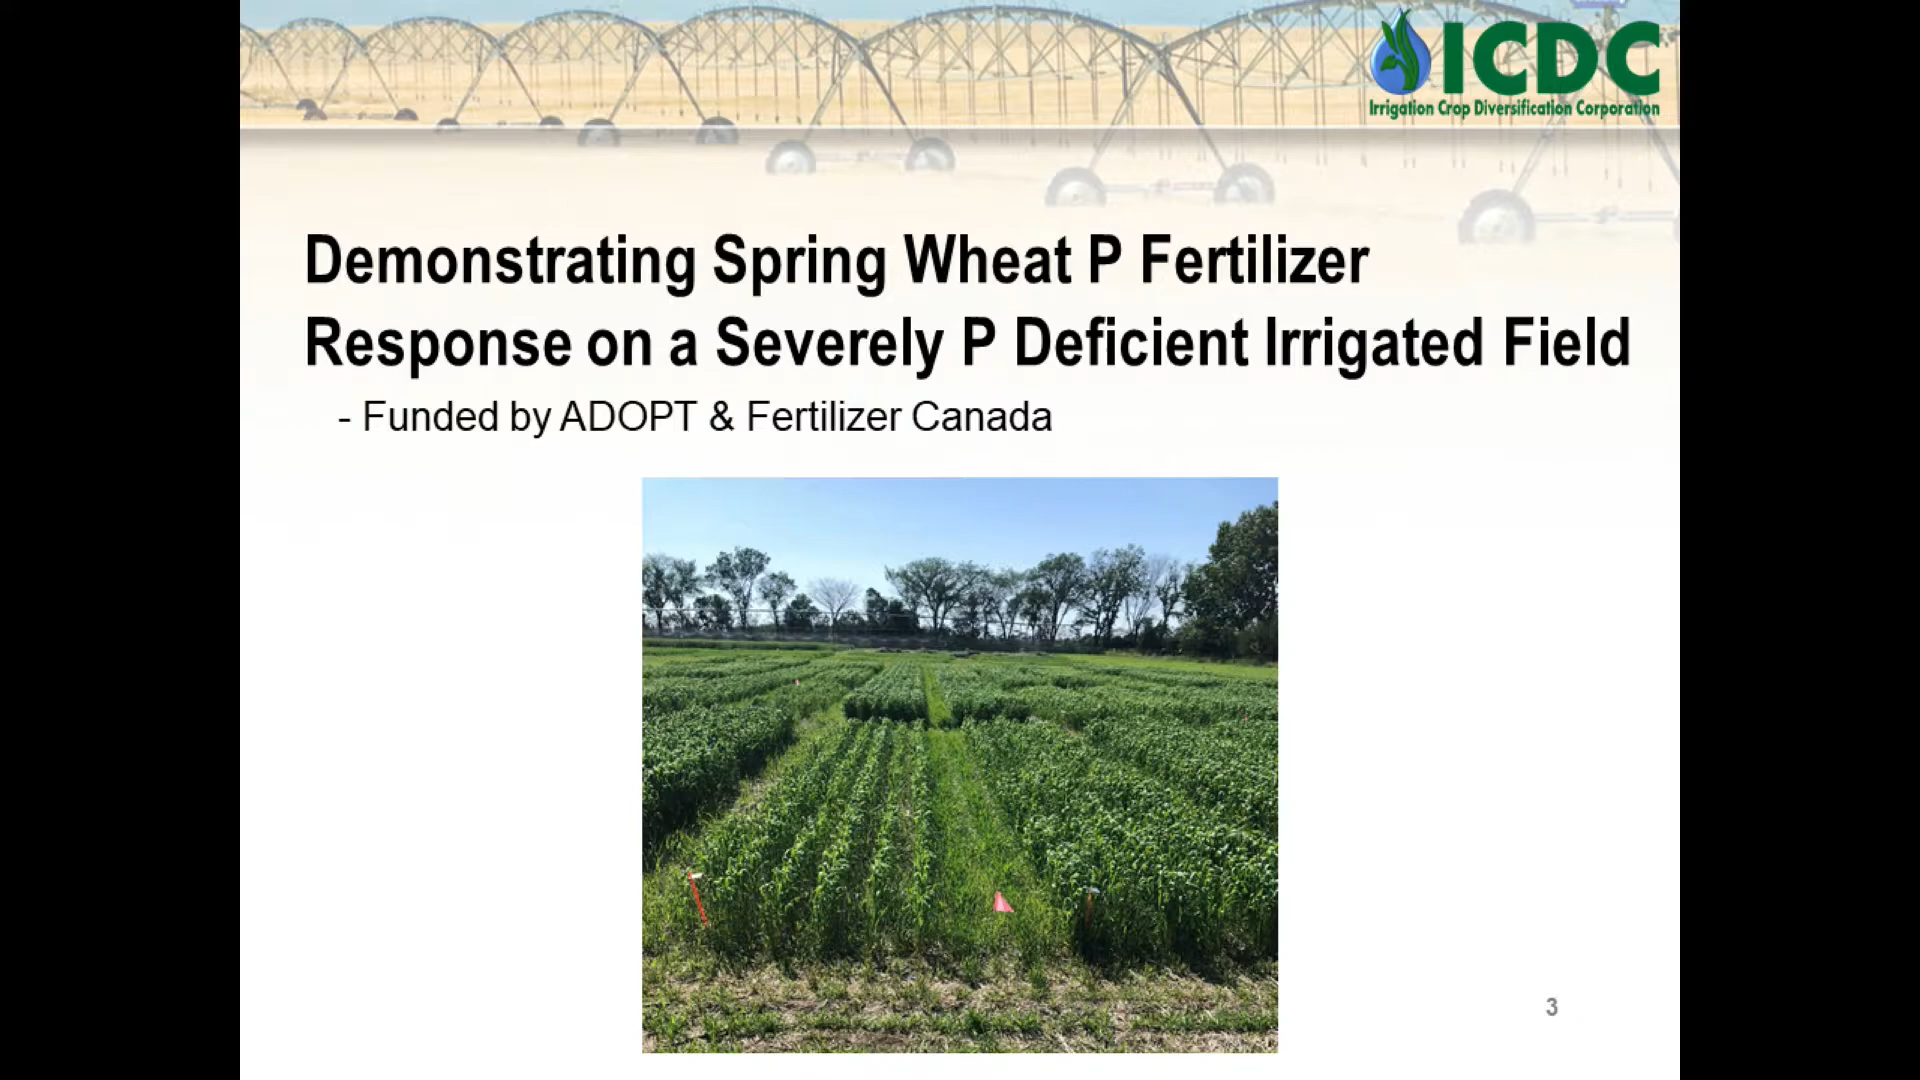 ICDC
Irrigation Crop Diversification Corporation
Demonstrating Spring Wheat P Fertilizer
Response on a Severely P Deficient Irrigated Field
- Funded by ADOPT & Fertilizer Canada
3